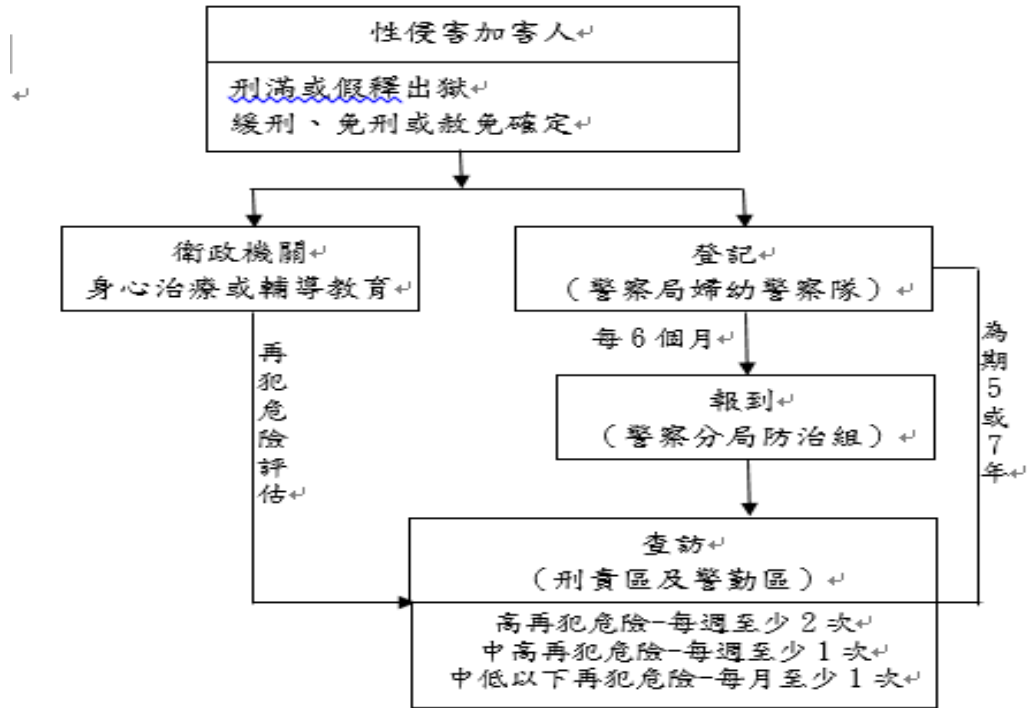 性侵害加害人
刑滿或假釋出獄
緩刑、免刑或赦免確定
衛政機關
身心治療或輔導教育
登記
（警察局婦幼警察隊）
每6個月
報到
（警察分局防治組）
再犯危險評估
為期5或7年
查訪
（刑責區及警勤區）
高再犯危險-每週至少2次
中高再犯危險-每週至少1次
中低以下再犯危險-每月至少1次